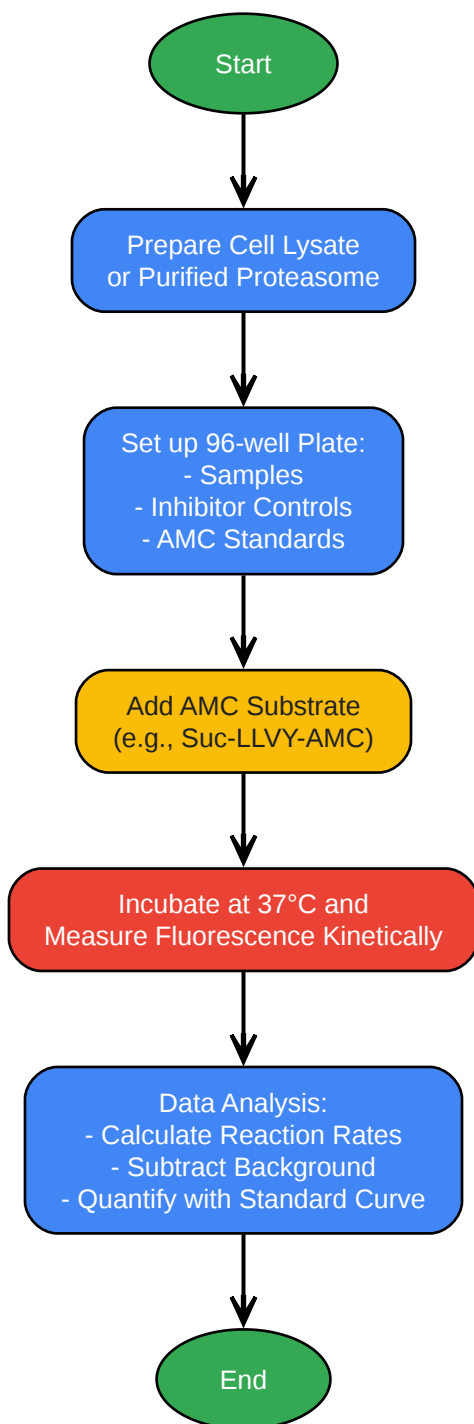 Start
Prepare Cell Lysate
or Purified Proteasome
Set up 96-well Plate:
- Samples
- Inhibitor Controls
- AMC Standards
Add AMC Substrate
(e.g., Suc-LLVY-AMC)
Incubate at 37°C and
Measure Fluorescence Kinetically
Data Analysis:
- Calculate Reaction Rates
- Subtract Background
- Quantify with Standard Curve
End